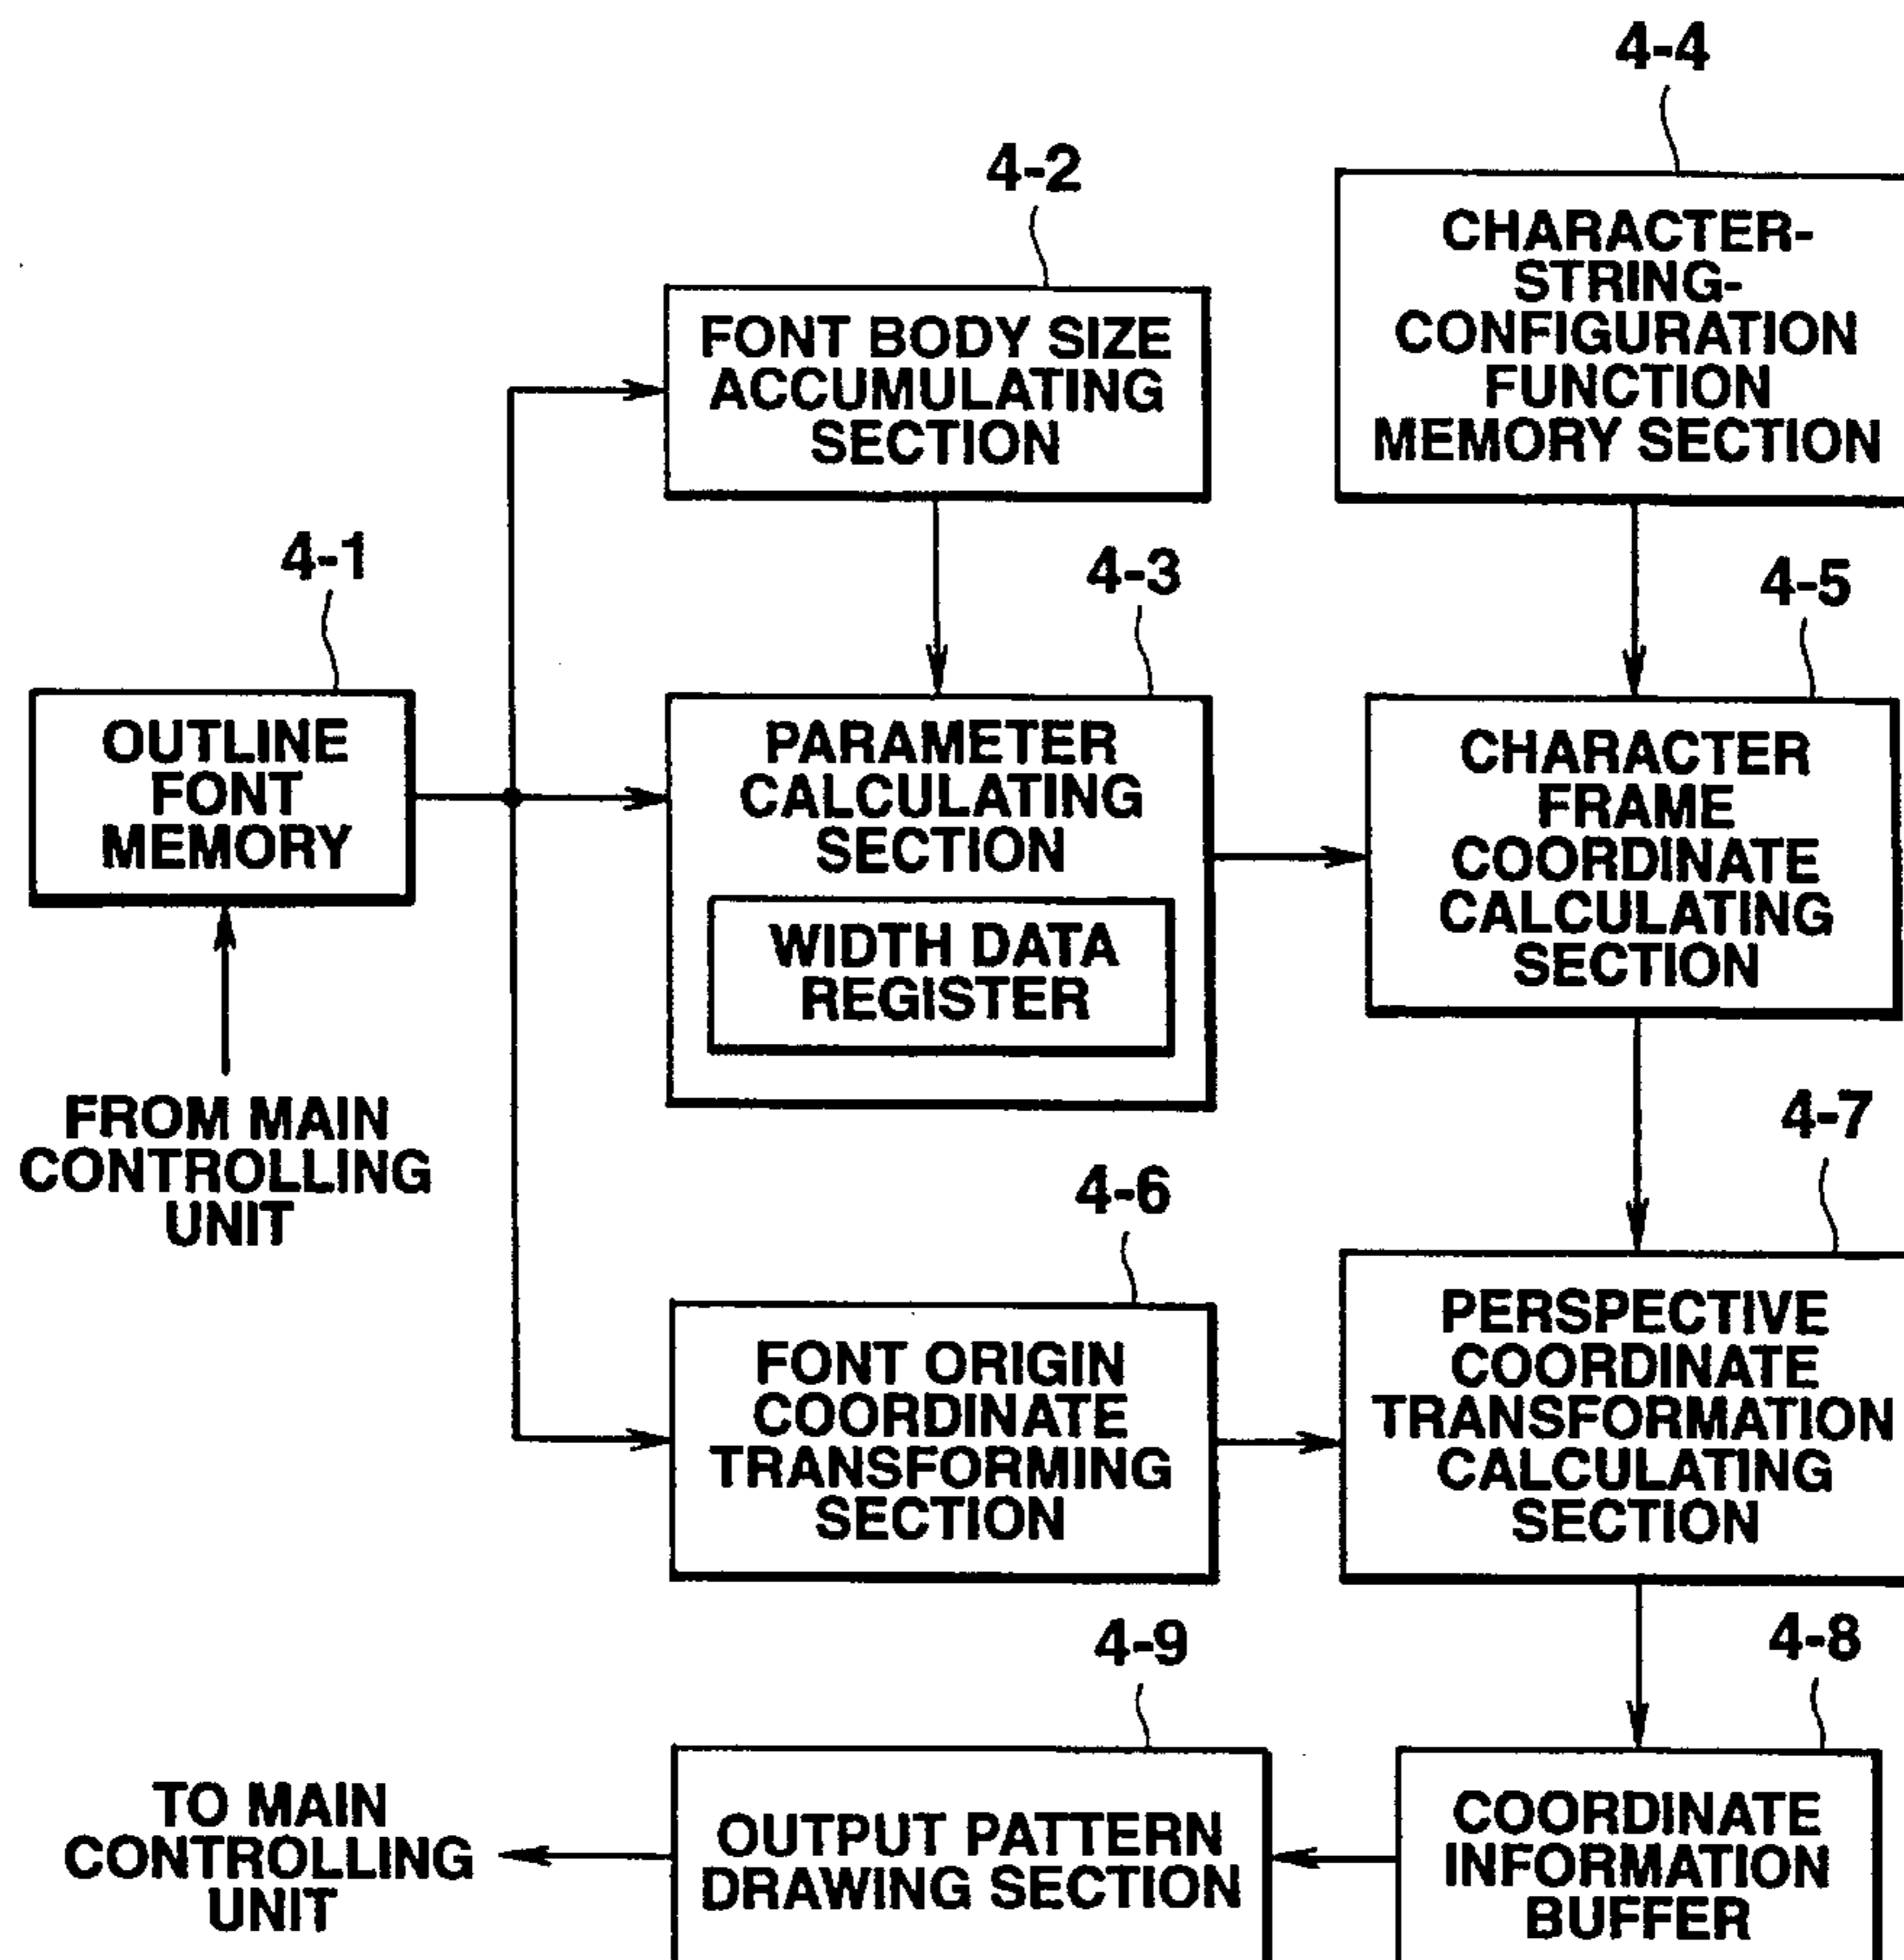 4-4
4-2
CHARACTER-
STRING-
CONFIGURATION
FUNCTION
MEMORY SECTION
FONT BODY SIZE
ACCUMULATING
SECTION
4-1
4-3
4-5
OUTLINE
FONT
MEMORY
PARAMETER
CALCULATING
SECTION
WIDTH DATA
REGISTER
CHARACTER
FRAME
COORDINATE
CALCULATING
SECTION
FROM MAIN
CONTROLLING
UNIT
4-6
4-7
FONT ORIGIN
COORDINATE
TRANSFORMING
SECTION
PERSPECTIVE
COORDINATE
TRANSFORMATION
CALCULATING
SECTION
4-9
4-8
TO MAIN
CONTROLLING
UNIT
OUTPUT PATTERN
DRAWING SECTION
COORDINATE
INFORMATION
BUFFER